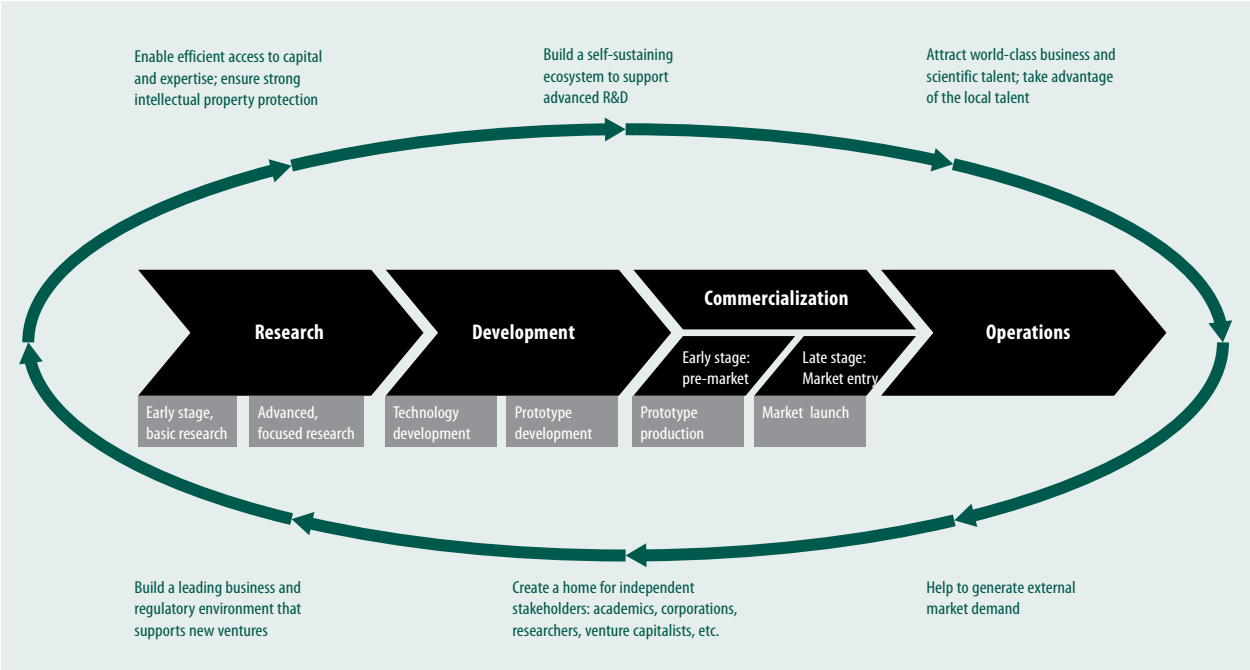 Enable efficient access to capital
and expertise; ensure strong
intellectual property protection
Build a self-sustaining
ecosystem to support
advanced R&D
Attract world-class business and
scientific talent; take advantage
of the local talent
Research
Development
Commercialization
Early stage:
pre-market
Late stage:
Market entry
Operations
Early stage,
basic research
Advanced,
focused research
Technology
development
Prototype
development
Prototype
production
Market launch
Build a leading business and
regulatory environment that
supports new ventures
Create a home for independent
stakeholders: academics, corporations,
researchers, venture capitalists, etc.
Help to generate external
market demand